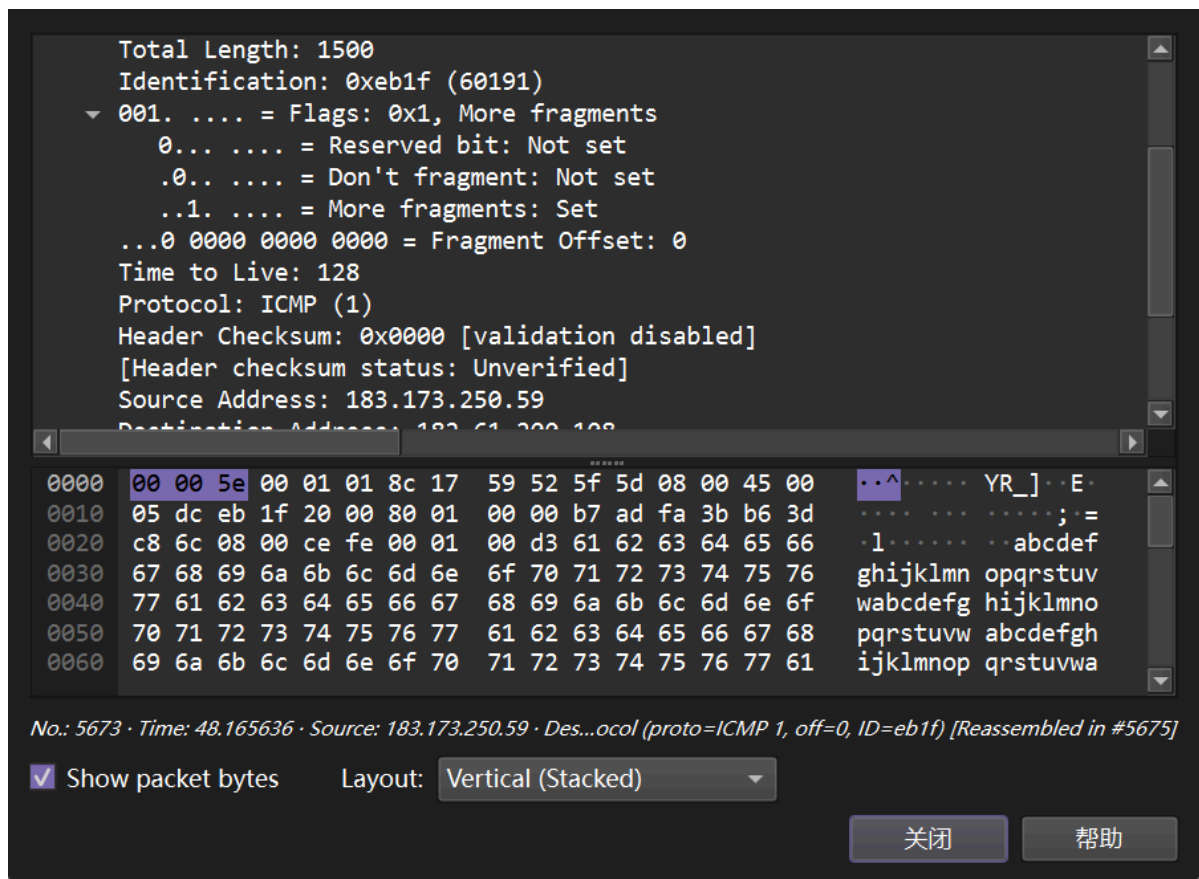 Total Length: 1500
Identification: 0xeb1f (60191)
001. .... = Flags: 0x1, More fragments
0... .... = Reserved bit: Not set
.0.. .... = Don't fragment: Not set
..1. .... = More fragments: Set
...0 0000 0000 0000 = Fragment Offset: 0
Time to Live: 128
Protocol: ICMP (1)
Header Checksum: 0x0000 [validation disabled]
[Header checksum status: Unverified]
Source Address: 183.173.250.59
Destination Address: 182.61.200.108
0000 00 00 5e 00 01 01 8c 17 59 52 5f 5d 08 00 45 00 ··^····· YR_]··E·
0010 05 dc eb 1f 20 00 80 01 00 00 b7 ad fa 3b b6 3d ···· ··· ·····;·=
0020 c8 6c 08 00 ce fe 00 01 00 d3 61 62 63 64 65 66 ·l······ ··abcdef
0030 67 68 69 6a 6b 6c 6d 6e 6f 70 71 72 73 74 75 76 ghijklmn opqrstuv
0040 77 61 62 63 64 65 66 67 68 69 6a 6b 6c 6d 6e 6f wabcdefg hijklmno
0050 70 71 72 73 74 75 76 77 61 62 63 64 65 66 67 68 pqrstuvw abcdefgh
0060 69 6a 6b 6c 6d 6e 6f 70 71 72 73 74 75 76 77 61 ijklmnop qrstuvwa
No.: 5673 · Time: 48.165636 · Source: 183.173.250.59 · Des...ocol (proto=ICMP 1, off=0, ID=eb1f) [Reassembled in #5675]
Show packet bytes Layout: Vertical (Stacked)
关闭 帮助